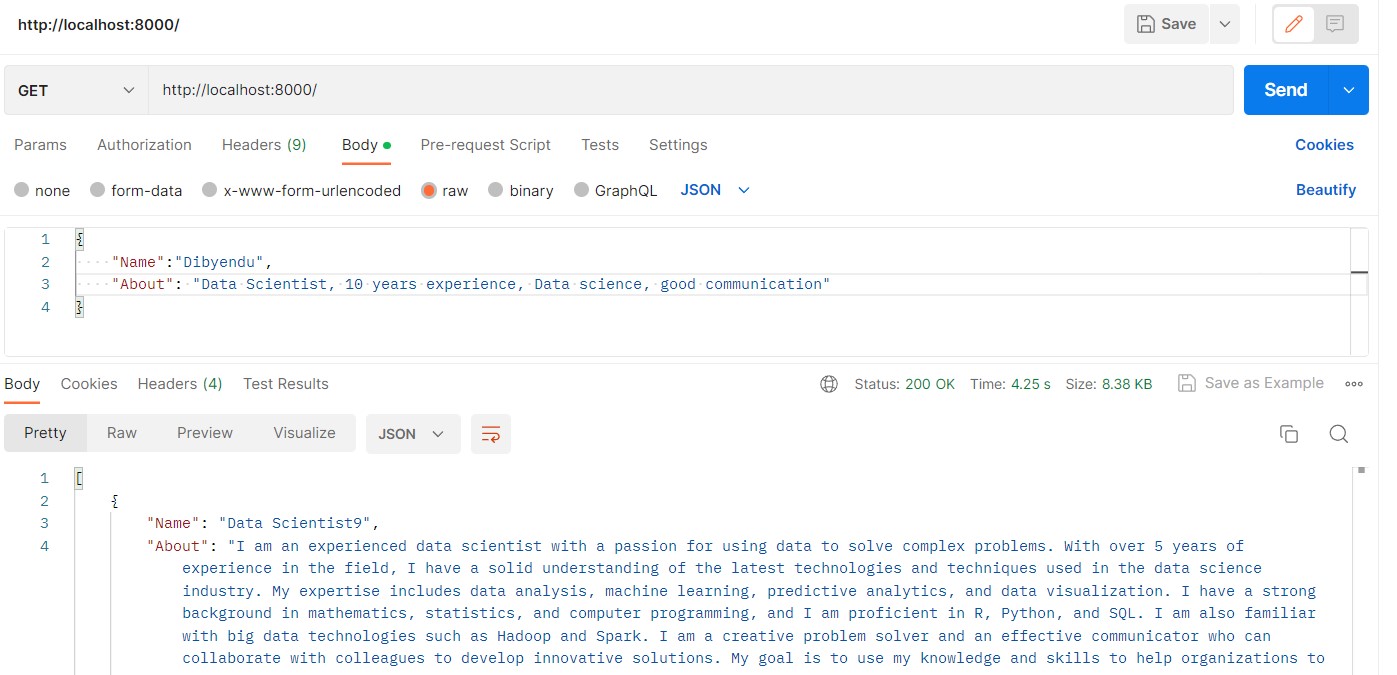 http://localhost:8000/
Save
GET http://localhost:8000/ Send
Params Authorization Headers (9) Body Pre-request Script Tests Settings Cookies
none form-data x-www-form-urlencoded raw binary GraphQL JSON Beautify
1 {
2 "Name":"Dibyendu",
3 "About": "Data Scientist, 10 years experience, Data science, good communication"
4 }
Body Cookies Headers (4) Test Results Status: 200 OK Time: 4.25 s Size: 8.38 KB Save as Example
Pretty Raw Preview Visualize JSON
1 [
2 {
3 "Name": "Data Scientist9",
4 "About": "I am an experienced data scientist with a passion for using data to solve complex problems. With over 5 years of
experience in the field, I have a solid understanding of the latest technologies and techniques used in the data science
industry. My expertise includes data analysis, machine learning, predictive analytics, and data visualization. I have a strong
background in mathematics, statistics, and computer programming, and I am proficient in R, Python, and SQL. I am also familiar
with big data technologies such as Hadoop and Spark. I am a creative problem solver and an effective communicator who can
collaborate with colleagues to develop innovative solutions. My goal is to use my knowledge and skills to help organizations to